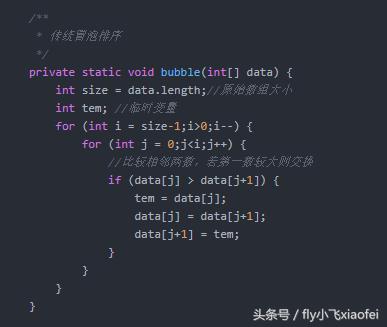 /**
 * 传统冒泡排序
 */
private static void bubble(int[] data) {
    int size = data.length;//原始数组大小
    int tem; //临时变量
    for (int i = size-1;i>0;i--) {
        for (int j = 0;j<i;j++) {
            //比较相邻两数，若第一数较大则交换
            if (data[j] > data[j+1]) {
                tem = data[j];
                data[j] = data[j+1];
                data[j+1] = tem;
            }
        }
    }
}
头条号 / fly小飞xiaofei